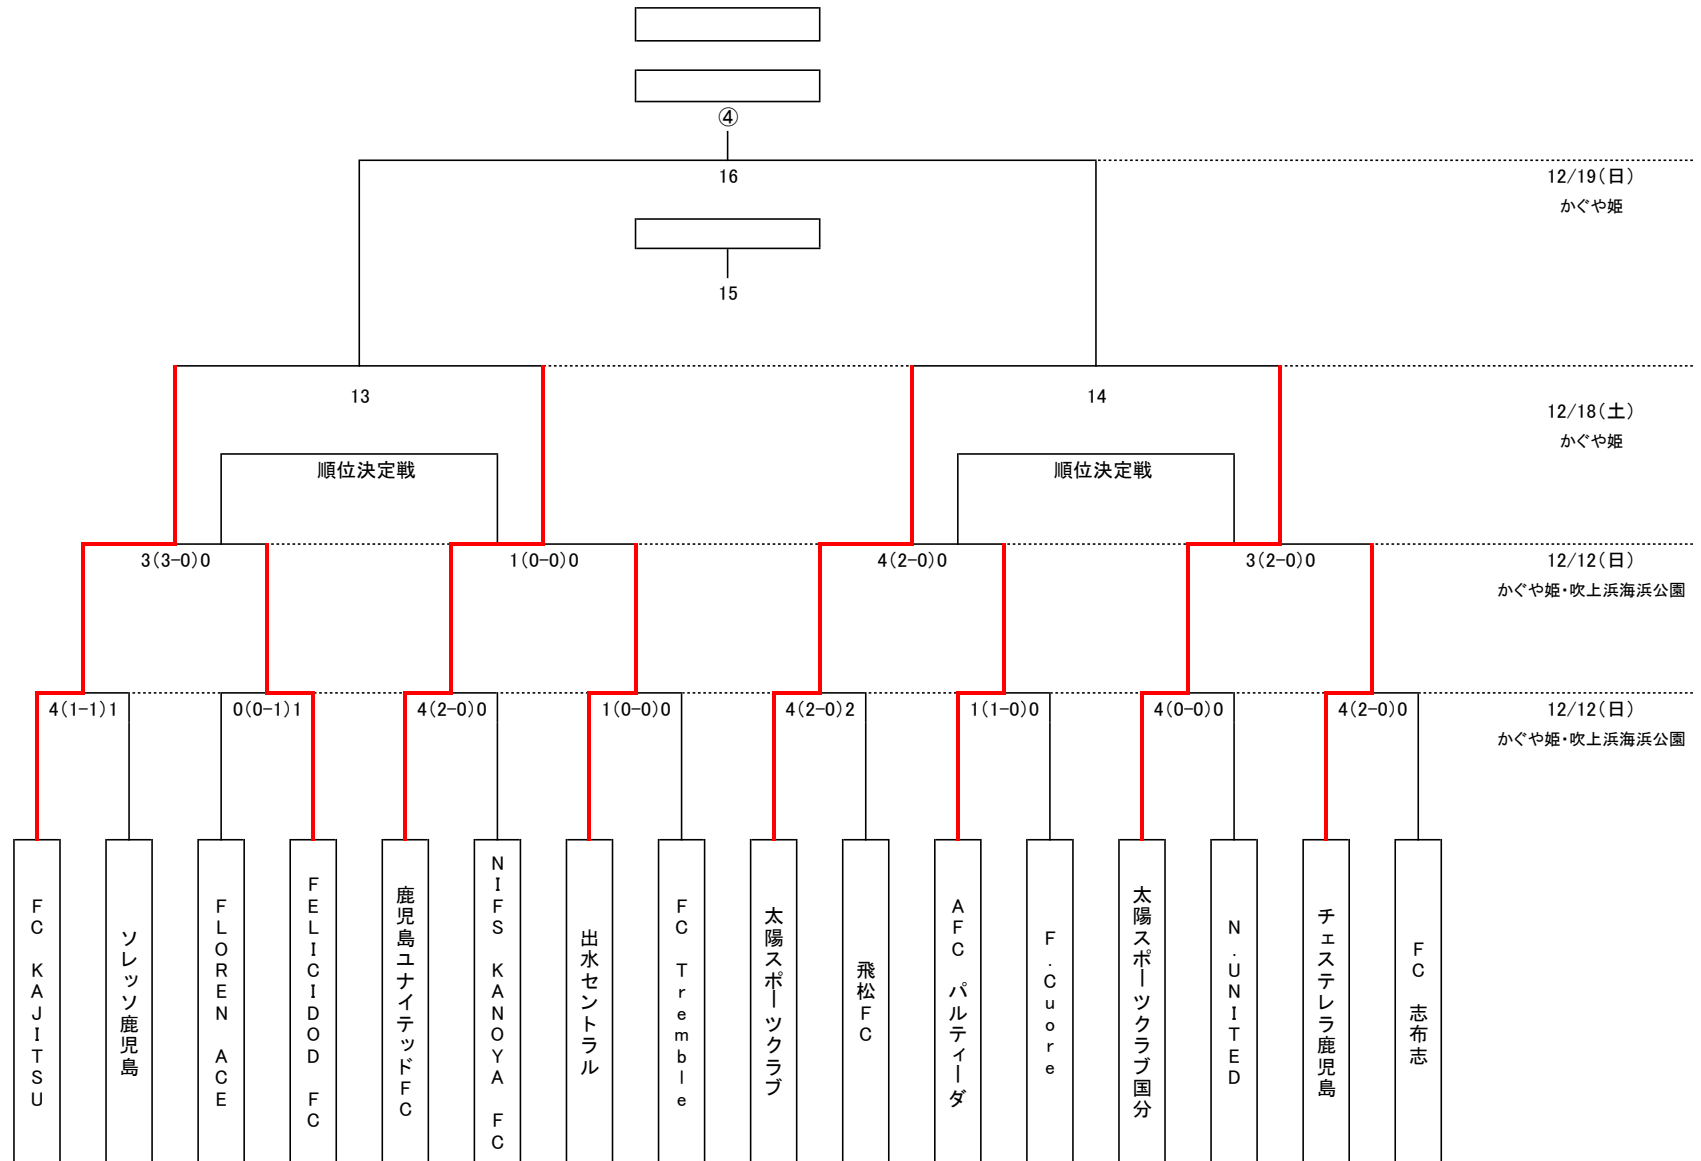 ④
16
12/19(日)
かぐや姫
15
13
14
12/18(土)
かぐや姫
順位決定戦
順位決定戦
3(3-0)0
1(0-0)0
4(2-0)0
3(2-0)0
12/12(日)
かぐや姫・吹上浜海浜公園
4(1-1)1
0(0-1)1
4(2-0)0
1(0-0)0
4(2-0)2
1(1-0)0
4(0-0)0
4(2-0)0
12/12(日)
かぐや姫・吹上浜海浜公園
FC KAJITSU
ソレッソ鹿児島
FLOREN ACE
FELICIDOD FC
鹿児島ユナイテッドFC
NIFS KANOYA FC
出水セントラル
FC Tremble
太陽スポーツクラブ
飛松FC
AFC パルティーダ
F.Cuore
太陽スポーツクラブ国分
N.UNITED
チェステレラ鹿児島
FC 志布志